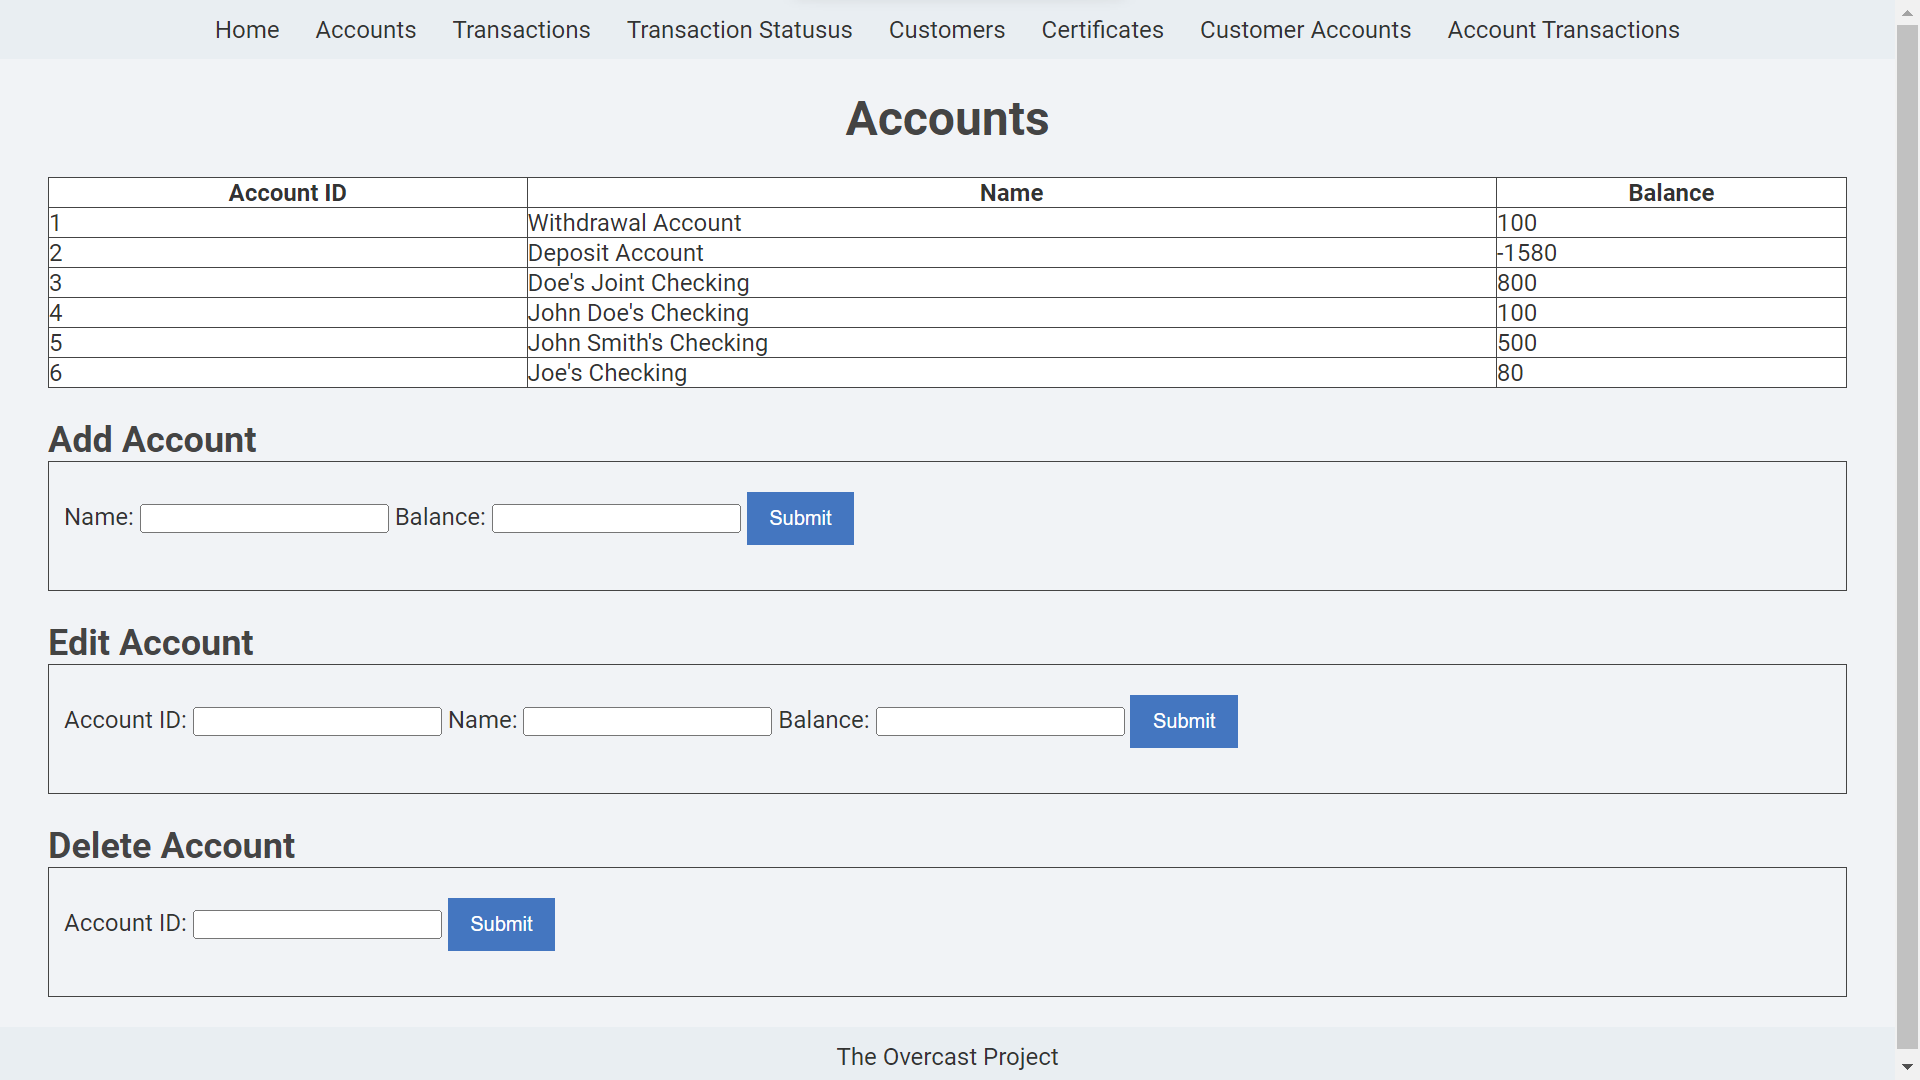 Home Accounts Transactions Transaction Statusus Customers Certificates Customer Accounts Account Transactions
Accounts
Account ID Name Balance
1 Withdrawal Account 100
2 Deposit Account -1580
3 Doe's Joint Checking 800
4 John Doe's Checking 100
5 John Smith's Checking 500
6 Joe's Checking 80
Add Account
Name: Balance: Submit
Edit Account
Account ID: Name: Balance: Submit
Delete Account
Account ID: Submit
The Overcast Project